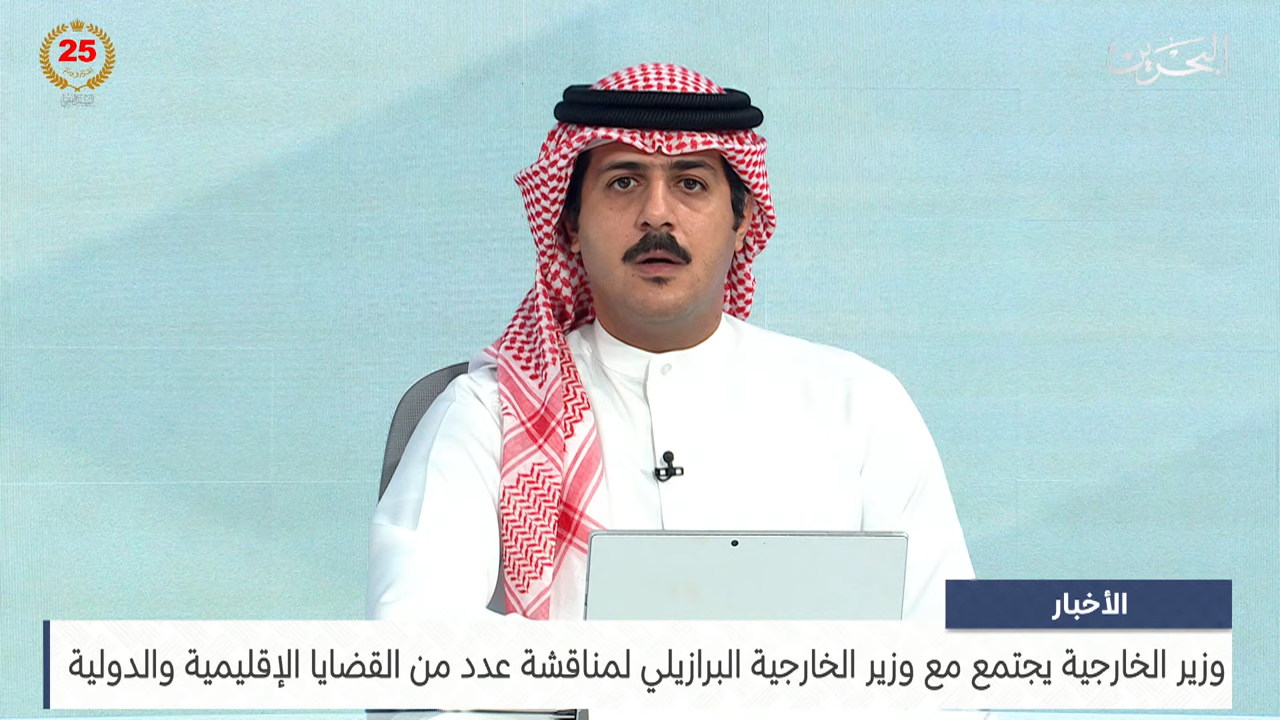 25
البحرين
الأخبار
وزير الخارجية يجتمع مع وزير الخارجية البرازيلي لمناقشة عدد من القضايا الإقليمية والدولية